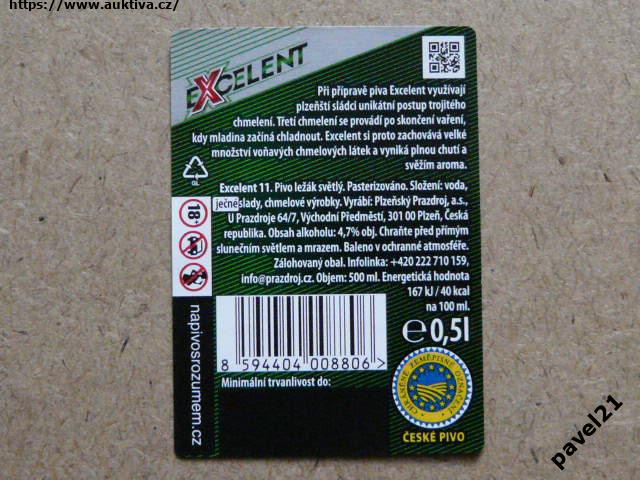 https://www.auktiva.cz/
EXCELENT
Při přípravě piva Excelent využívají
plzeňští sládci unikátní postup trojitého
chmelení. Třetí chmelení se provádí po skončení vaření,
kdy mladina začíná chladnout. Excelent si proto zachovává velké
množství voňavých chmelových látek a vyniká plnou chutí a
svěžím aroma.
Excelent 11. Pivo ležák světlý. Pasterizováno. Složení: voda,
ječné slady, chmelové výrobky. Vyrábí: Plzeňský Prazdroj, a.s.,
U Prazdroje 64/7, Východní Předměstí, 301 00 Plzeň, Česká
republika. Obsah alkoholu: 4,7% obj. Chraňte před přímým
slunečním světlem a mrazem. Baleno v ochranné atmosféře.
Zálohovaný obal. Infolinka: +420 222 710 159,
info@prazdroj.cz. Objem: 500 ml. Energetická hodnota
167 kJ / 40 kcal
na 100 ml.
18+
napivosrozumem.cz
℮ 0,5l
8 594404 008806 >
Minimální trvanlivost do:
CHRÁNĚNÉ ZEMĚPISNÉ OZNAČENÍ
ČESKÉ PIVO
pavel21